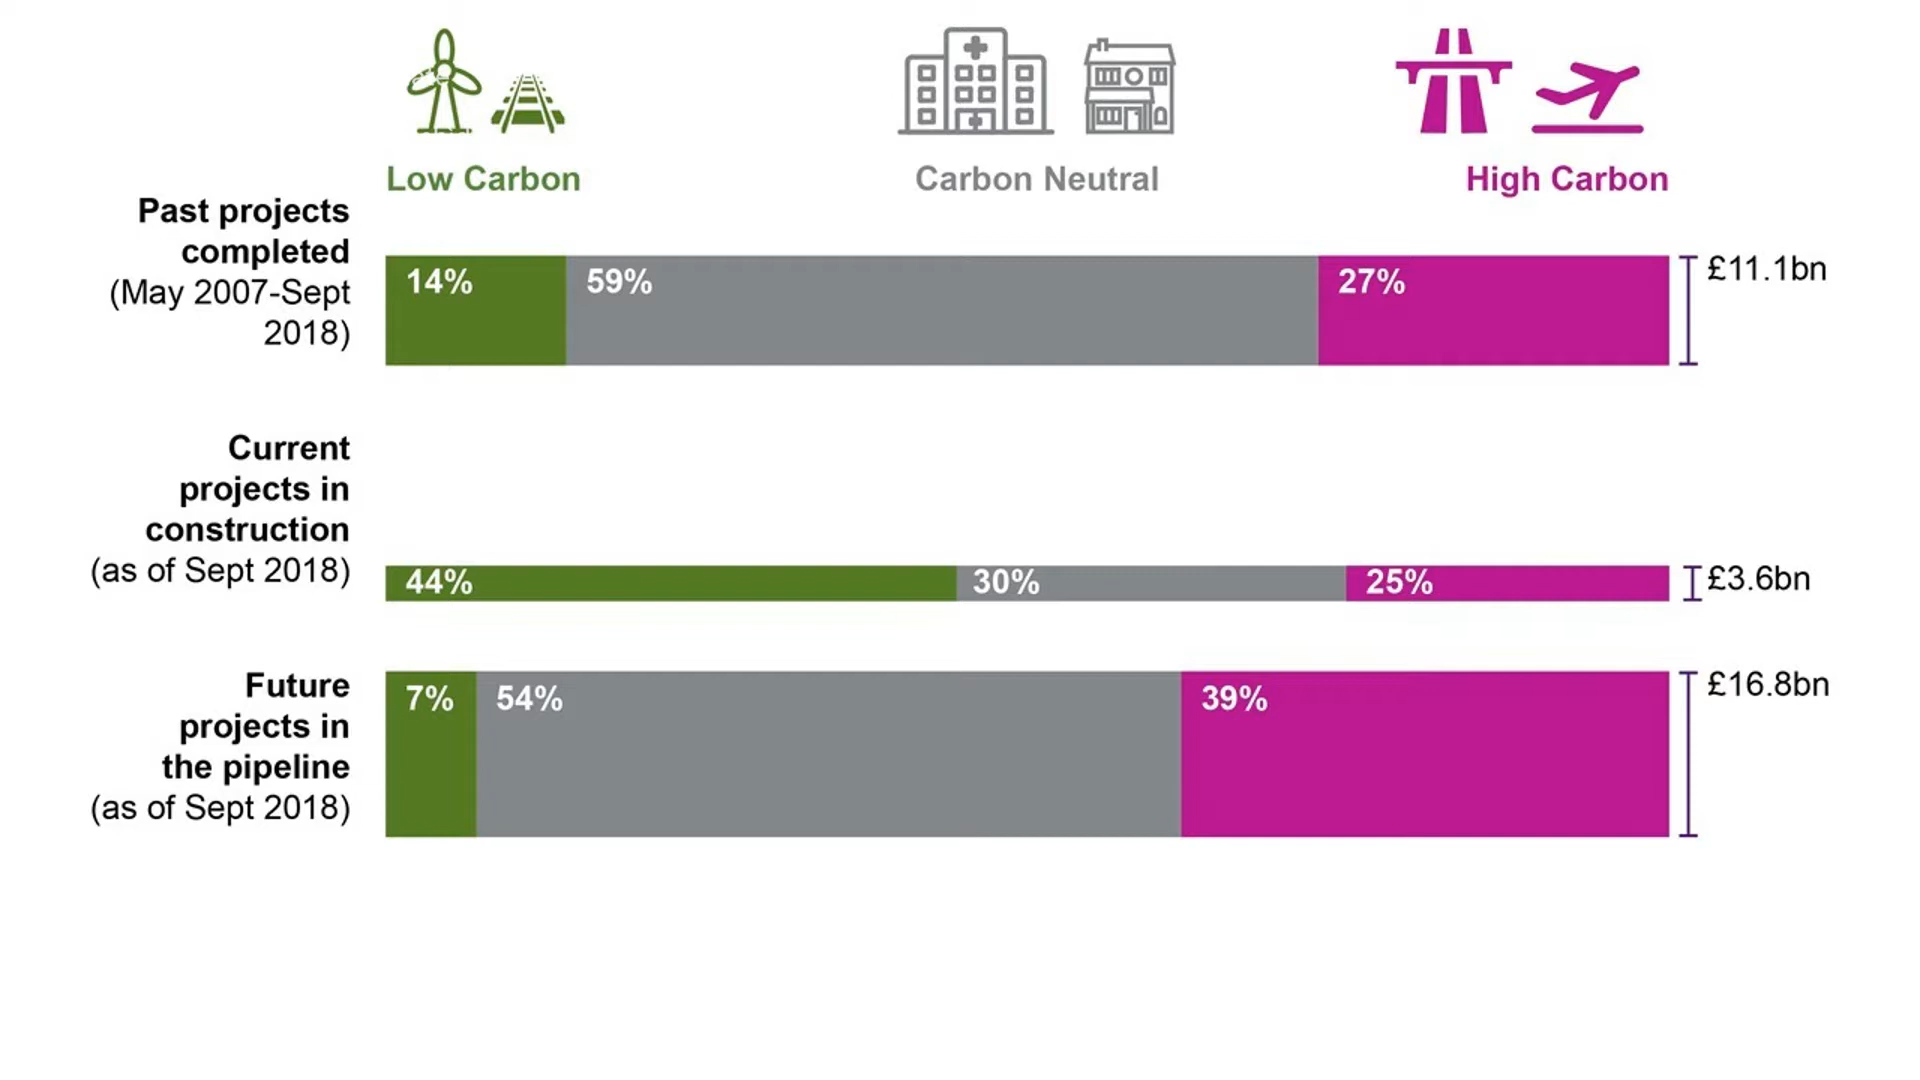 Low Carbon
Carbon Neutral
High Carbon
Past projects
completed
(May 2007-Sept
2018)
14%
59%
27%
£11.1bn
Current
projects in
construction
(as of Sept 2018)
44%
30%
25%
£3.6bn
Future
projects in
the pipeline
(as of Sept 2018)
7%
54%
39%
£16.8bn